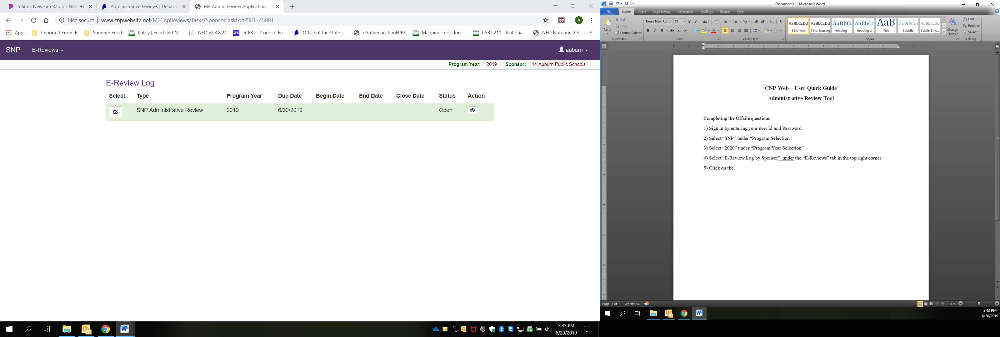 Joanna Newsom Radio - Nov
Administrative Reviews | Departm
ME Admin Review Application
Not secure | www.cnpwebsite.net/MECnpReviews/Tasks/SponsorTaskLog?SID=45001
A
Apps Imported From IE Summer Food Policy | Food and N... NEO v2.3.8.24 eCFR — Code of Fe... Office of the State... eAuthenticationFPRS Mapping Tools for... PART 210—Nationa... NEO Nutrition 2.3 »
SNP E-Reviews auburn
Program Year: 2019 Sponsor: 14-Auburn Public Schools
E-Review Log
Select Type Program Year Due Date Begin Date End Date Close Date Status Action
SNP Administrative Review 2019 6/30/2019 Open
3:43 PM
6/20/2019
Document1 - Microsoft Word
File Home Insert Page Layout References Mailings Review View
Paste
Cut
Copy
Format Painter
Clipboard
Times New Rom 12
Font
Paragraph
AaBbCcDd AaBbCcDd AaBbCc AaBbCc AaB AaBbCc AaBbCcDd
¶ Normal ¶ No Spacing Heading 1 Heading 2 Title Subtitle Subtle Emp...
Change
Styles
Styles
Find
Replace
Select
Editing
CNP Web – User Quick Guide
Administrative Review Tool
Completing the Offsite questions
1) Sign in by entering your user Id and Password.
2) Select “SNP” under “Program Selection”
3) Select “2020” under “Program Year Selection”
4) Select “E-Review Log by Sponsor” under the “E-Reviews” tab in the top right corner.
5) Click on the
Page: 1 of 1 Words: 54 100%
3:43 PM
6/20/2019